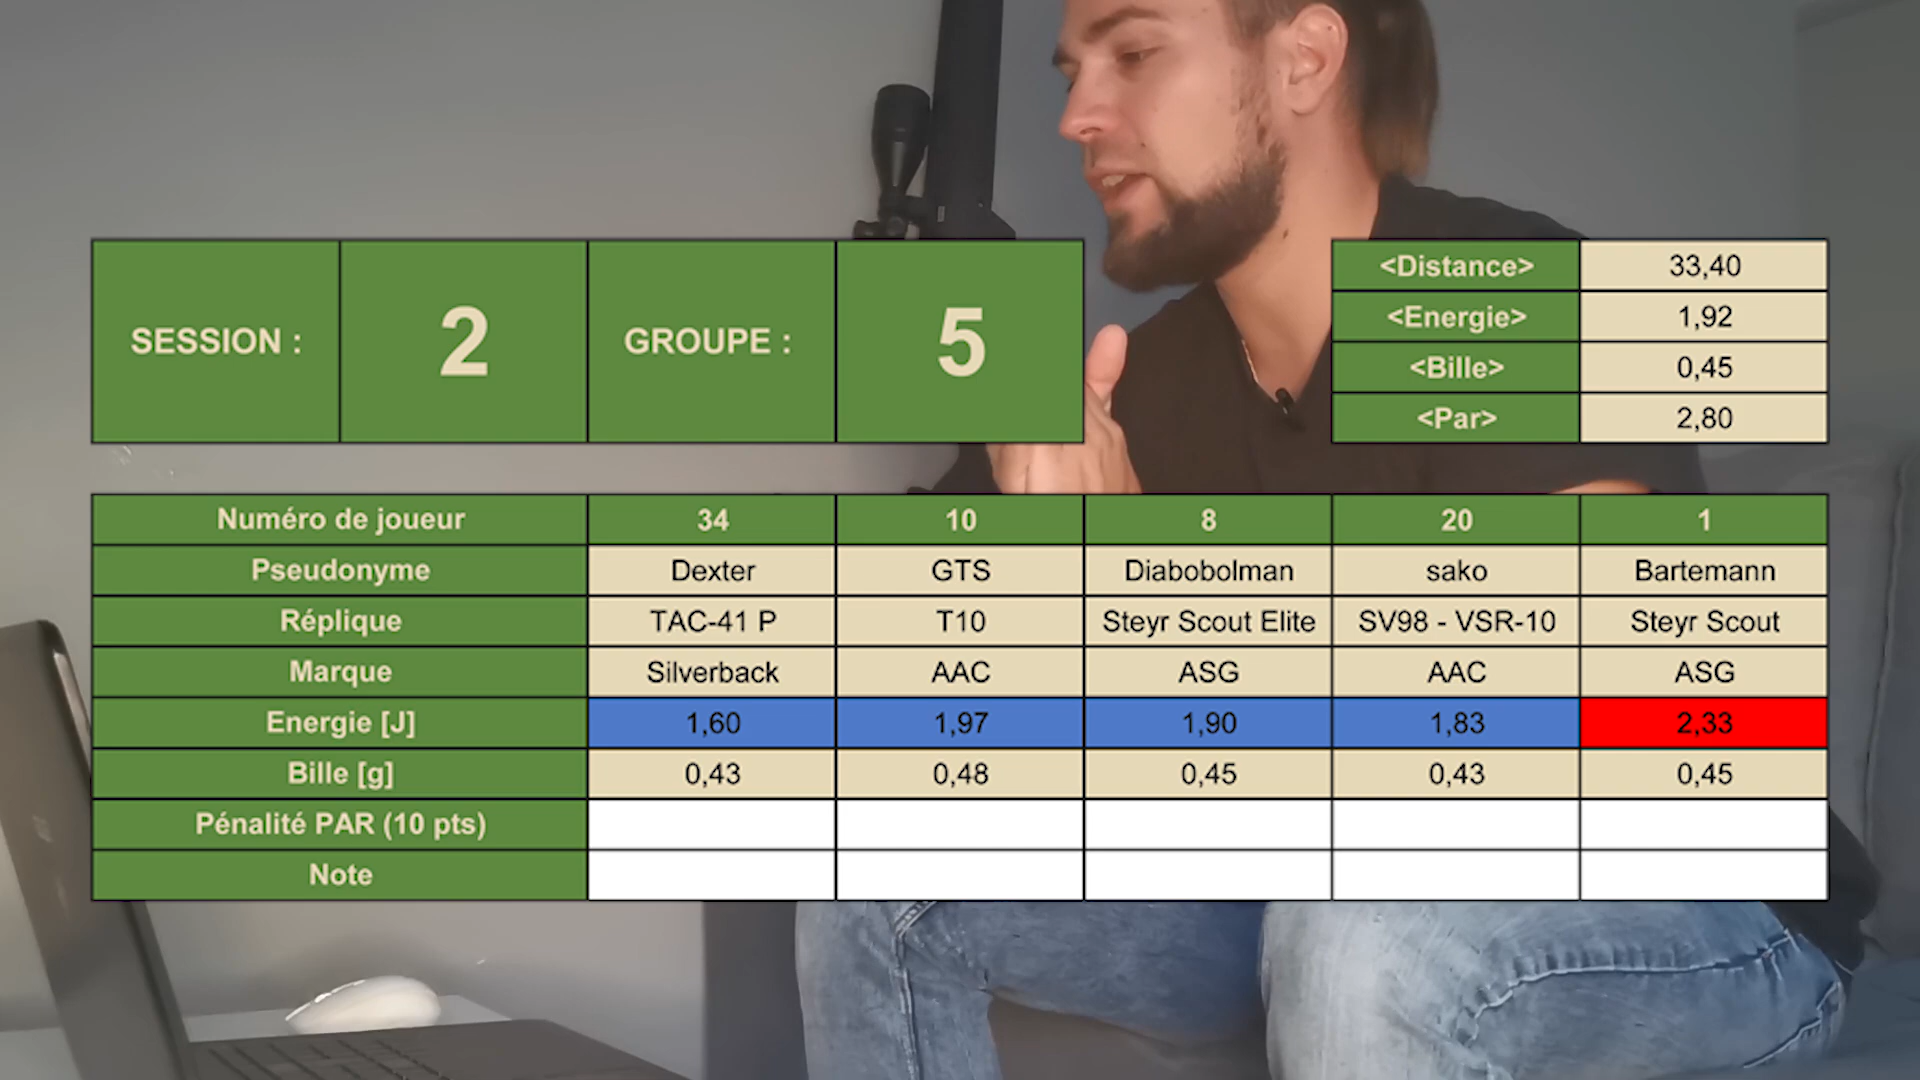 SESSION : 2 GROUPE : 5
<Distance> 33,40
<Energie> 1,92
<Bille> 0,45
<Par> 2,80
Numéro de joueur 34 10 8 20 1
Pseudonyme Dexter GTS Diabobolman sako Bartemann
Réplique TAC-41 P T10 Steyr Scout Elite SV98 - VSR-10 Steyr Scout
Marque Silverback AAC ASG AAC ASG
Energie [J] 1,60 1,97 1,90 1,83 2,33
Bille [g] 0,43 0,48 0,45 0,43 0,45
Pénalité PAR (10 pts)
Note